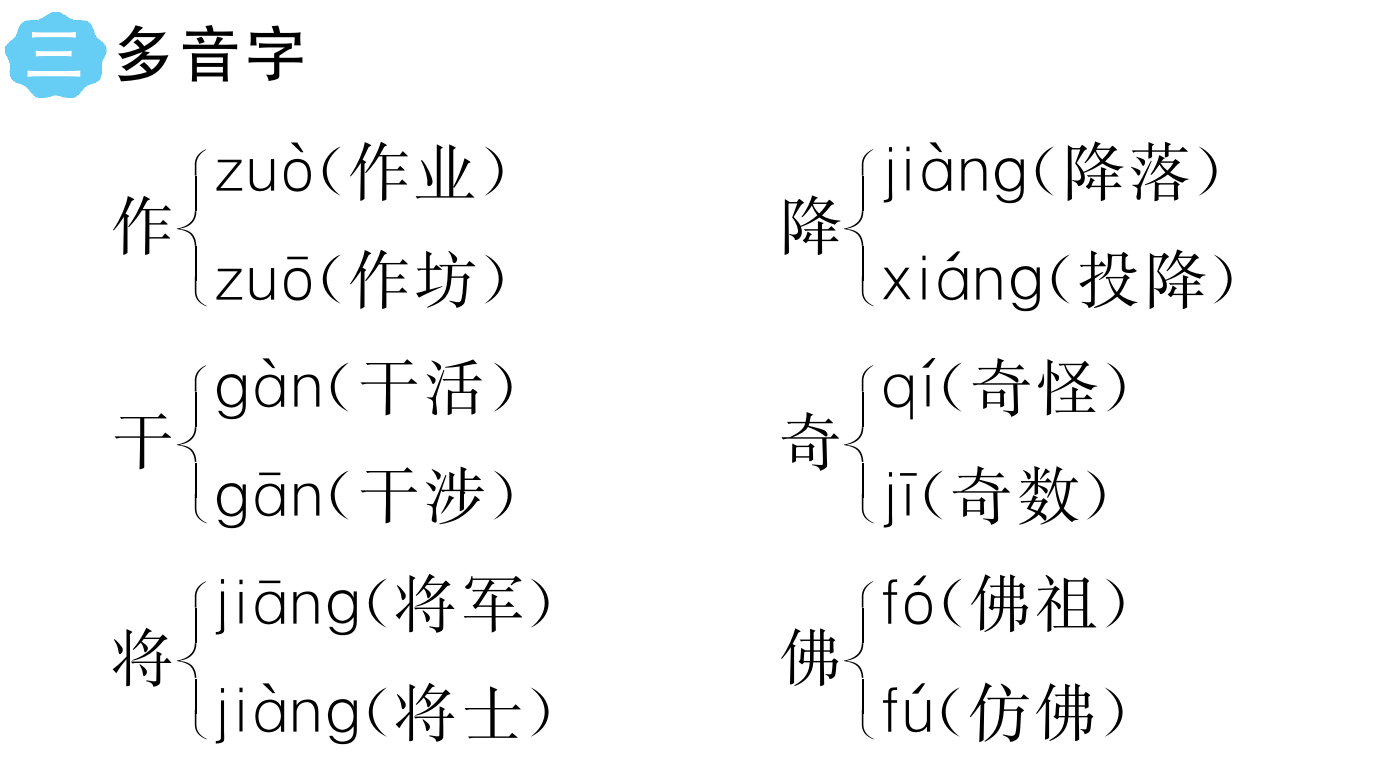 三 多音字
作
zuò(作业)
zuō(作坊)
降
jiàng(降落)
xiáng(投降)
干
gàn(干活)
gān(干涉)
奇
qí(奇怪)
jī(奇数)
将
jiāng(将军)
jiàng(将士)
佛
fó(佛祖)
fú(仿佛)